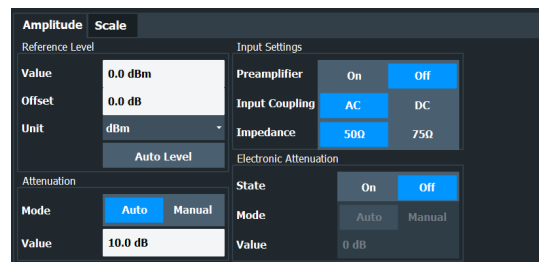 Amplitude Scale
Reference Level
Value 0.0 dBm
Offset 0.0 dB
Unit dBm
Auto Level
Attenuation
Mode Auto Manual
Value 10.0 dB
Input Settings
Preamplifier On Off
Input Coupling AC DC
Impedance 50Ω 75Ω
Electronic Attenuation
State On Off
Mode Auto Manual
Value 0 dB